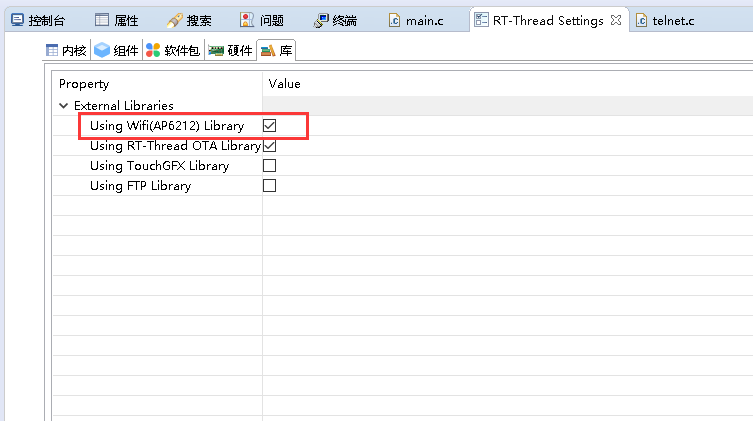 控制台 属性 搜索 问题 终端 main.c RT-Thread Settings telnet.c
内核 组件 软件包 硬件 库
Property Value
External Libraries
Using Wifi(AP6212) Library
Using RT-Thread OTA Library
Using TouchGFX Library
Using FTP Library